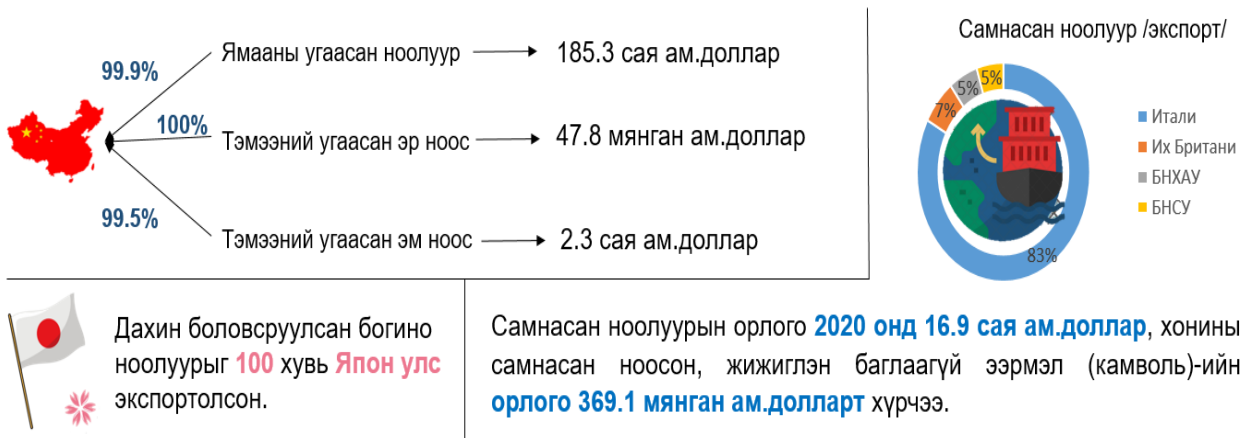 99.9%
Ямааны угаасан ноолуур
185.3 сая ам.доллар
100%
Тэмээний угаасан эр ноос
47.8 мянган ам.доллар
99.5%
Тэмээний угаасан эм ноос
2.3 сая ам.доллар
Самнасан ноолуур /экспорт/
5%
5%
7%
83%
Итали
Их Британи
БНХАУ
БНСУ
Дахин боловсруулсан богино
ноолуурыг 100 хувь Япон улс
экспортолсон.
Самнасан ноолуурын орлого 2020 онд 16.9 сая ам.доллар, хонины
самнасан ноосон, жижиглэн баглаагүй ээрмэл (камволь)-ийн
орлого 369.1 мянган ам.долларт хүрчээ.